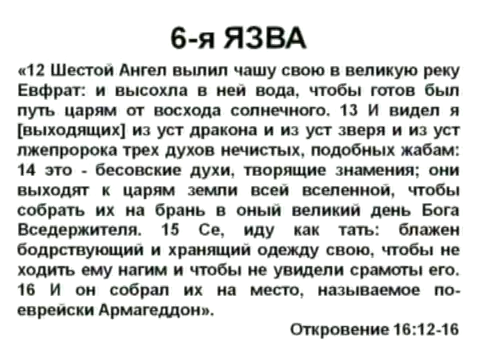 6-я ЯЗВА
«12 Шестой Ангел вылил чашу свою в великую реку
Евфрат: и высохла в ней вода, чтобы готов был
путь царям от восхода солнечного. 13 И видел я
[выходящих] из уст дракона и из уст зверя и из уст
лжепророка трех духов нечистых, подобных жабам:
14 это - бесовские духи, творящие знамения; они
выходят к царям земли всей вселенной, чтобы
собрать их на брань в оный великий день Бога
Вседержителя. 15 Се, иду как тать: блажен
бодрствующий и хранящий одежду свою, чтобы не
ходить ему нагим и чтобы не увидели срамоты его.
16 И он собрал их на место, называемое по-
еврейски Армагеддон».
Откровение 16:12-16